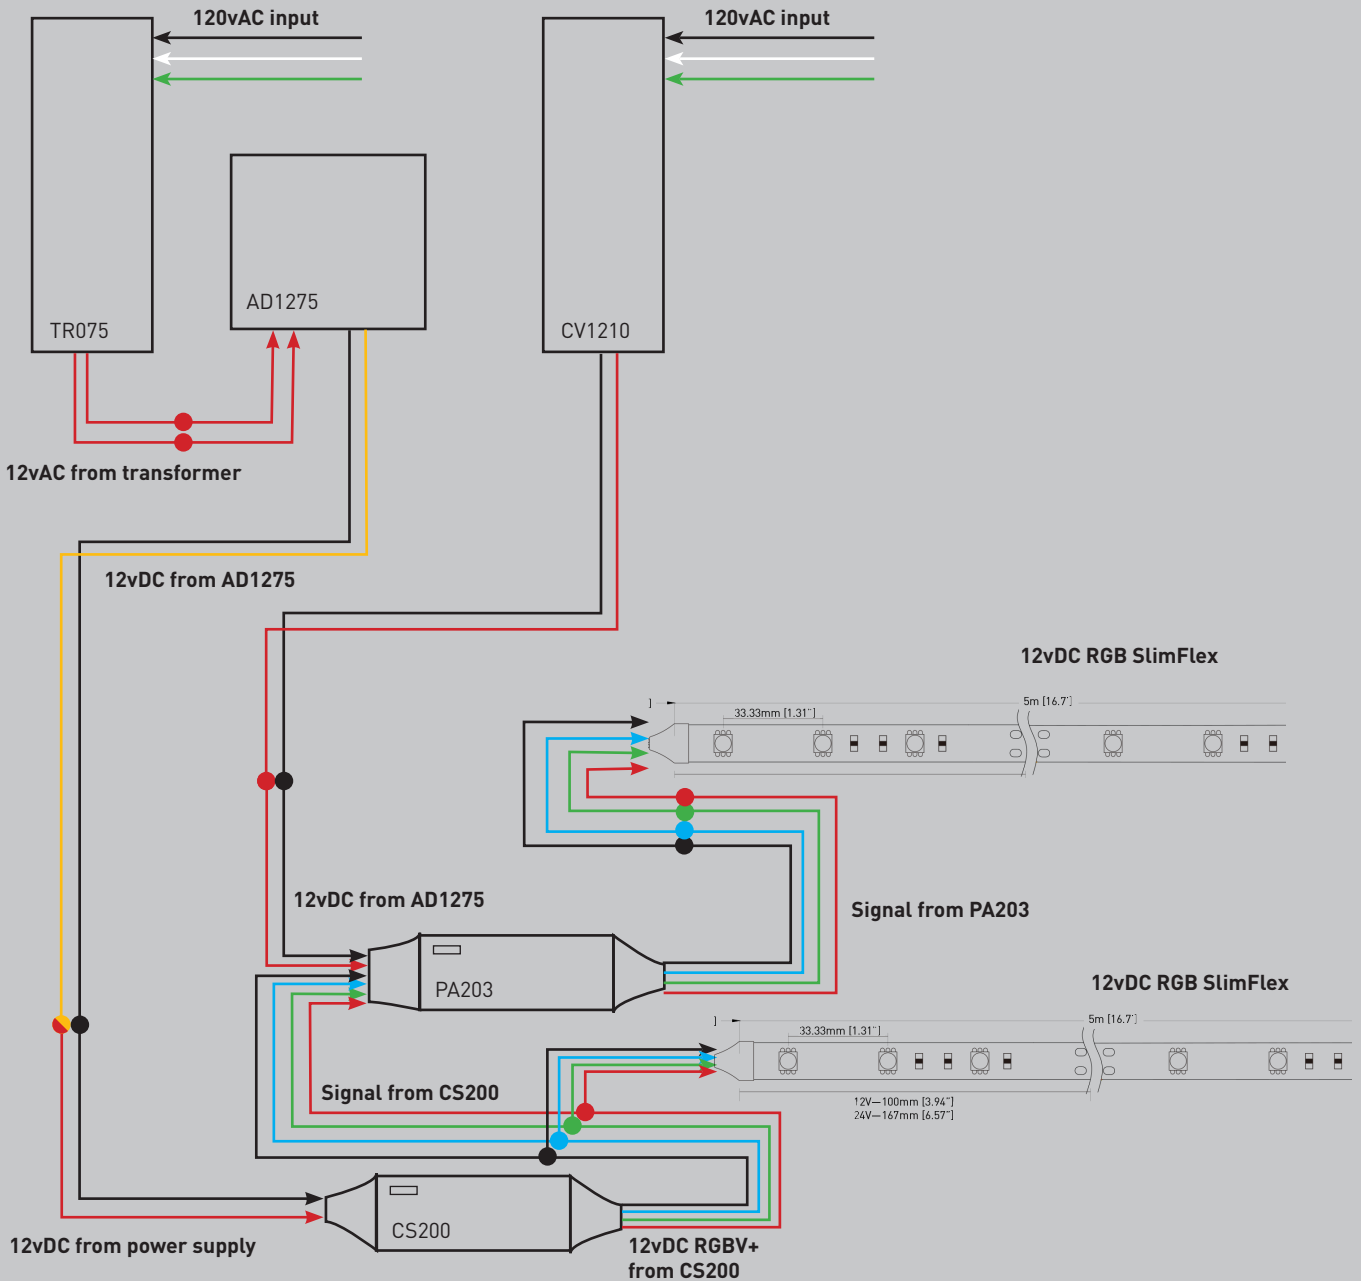 120vAC input
120vAC input
AD1275
TR075
CV1210
12vAC from transformer
12vDC from AD1275
12vDC RGB SlimFlex
]
5m [16.7']
33.33mm [1.31"]
12vDC from AD1275
Signal from PA203
PA203
12vDC RGB SlimFlex
]
5m [16.7']
33.33mm [1.31"]
Signal from CS200
12V—100mm [3.94"]
24V—167mm [6.57"]
CS200
12vDC from power supply
12vDC RGBV+
from CS200